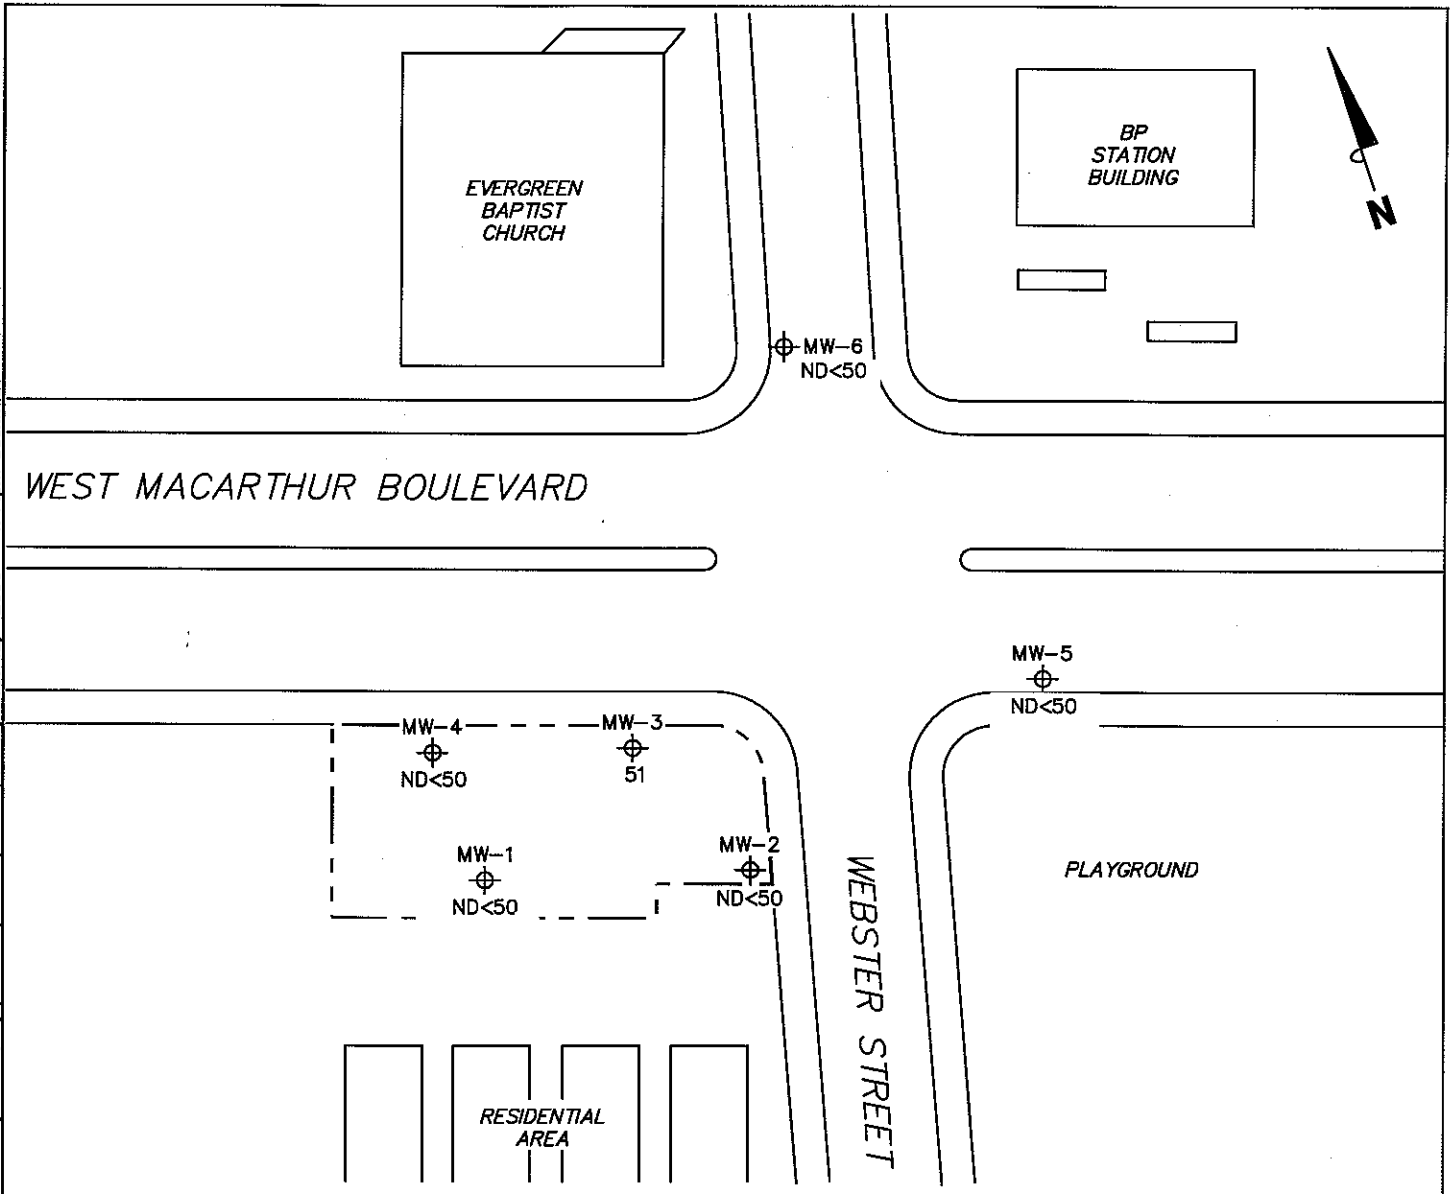 EVERGREEN
BAPTIST
CHURCH
BP
STATION
BUILDING
N
MW-6
ND<50
WEST MACARTHUR BOULEVARD
MW-5
ND<50
MW-4
ND<50
MW-3
51
MW-1
ND<50
MW-2
ND<50
WEBSTER STREET
PLAYGROUND
RESIDENTIAL
AREA